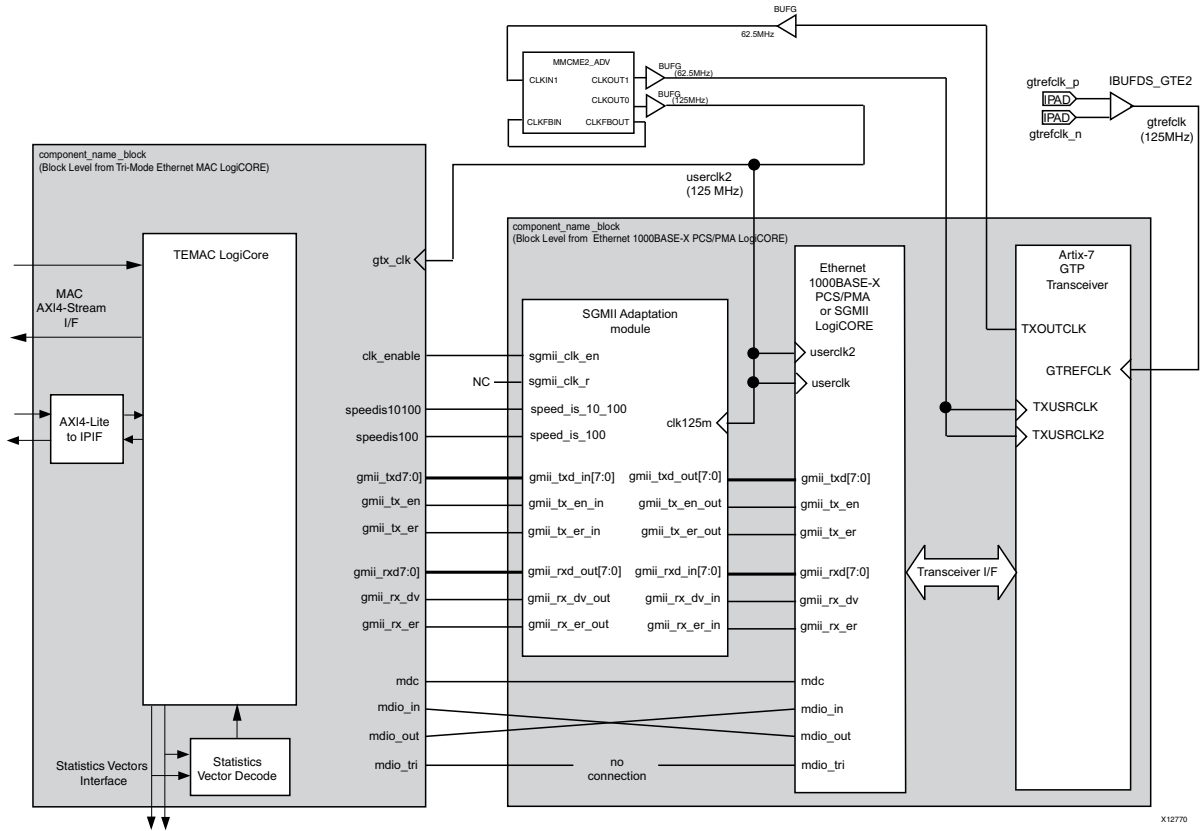 BUFG
62.5MHz
MMCME2_ADV
CLKIN1
CLKOUT1
CLKOUT0
CLKFBIN
CLKFBOUT
BUFG
(62.5MHz)
BUFG
(125MHz)
gtrefclk_p
IPAD
IPAD
gtrefclk_n
IBUFDS_GTE2
gtrefclk
(125MHz)
userclk2
(125 MHz)
component_name_block
(Block Level from Tri-Mode Ethernet MAC LogiCORE)
TEMAC LogiCore
MAC
AXI4-Stream
I/F
AXI4-Lite
to IPIF
Statistics Vectors
Interface
Statistics
Vector Decode
gtx_clk
clk_enable
speedis10100
speedis100
gmii_txd7:0]
gmii_tx_en
gmii_tx_er
gmii_rxd7:0]
gmii_rx_dv
gmii_rx_er
mdc
mdio_in
mdio_out
mdio_tri
NC
no
connection
component_name_block
(Block Level from Ethernet 1000BASE-X PCS/PMA LogiCORE)
SGMII Adaptation
module
sgmii_clk_en
sgmii_clk_r
speed_is_10_100
speed_is_100
clk125m
gmii_txd_in[7:0]
gmii_txd_out[7:0]
gmii_tx_en_in
gmii_tx_en_out
gmii_tx_er_in
gmii_tx_er_out
gmii_rxd_out[7:0]
gmii_rxd_in[7:0]
gmii_rx_dv_out
gmii_rx_dv_in
gmii_rx_er_out
gmii_rx_er_in
Ethernet
1000BASE-X
PCS/PMA
or SGMII
LogiCORE
userclk2
userclk
gmii_txd[7:0]
gmii_tx_en
gmii_tx_er
gmii_rxd[7:0]
gmii_rx_dv
gmii_rx_er
mdc
mdio_in
mdio_out
mdio_tri
Transceiver I/F
Artix-7
GTP
Transceiver
TXOUTCLK
GTREFCLK
TXUSRCLK
TXUSRCLK2
X12770